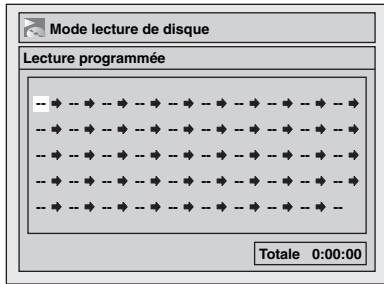 Mode lecture de disque
Lecture programmée
-- ➡ -- ➡ -- ➡ -- ➡ -- ➡ -- ➡ -- ➡ -- ➡ -- ➡ -- ➡
-- ➡ -- ➡ -- ➡ -- ➡ -- ➡ -- ➡ -- ➡ -- ➡ -- ➡ -- ➡
-- ➡ -- ➡ -- ➡ -- ➡ -- ➡ -- ➡ -- ➡ -- ➡ -- ➡ -- ➡
-- ➡ -- ➡ -- ➡ -- ➡ -- ➡ -- ➡ -- ➡ -- ➡ -- ➡ -- ➡
-- ➡ -- ➡ -- ➡ -- ➡ -- ➡ -- ➡ -- ➡ -- ➡ -- ➡ --
Totale 0:00:00